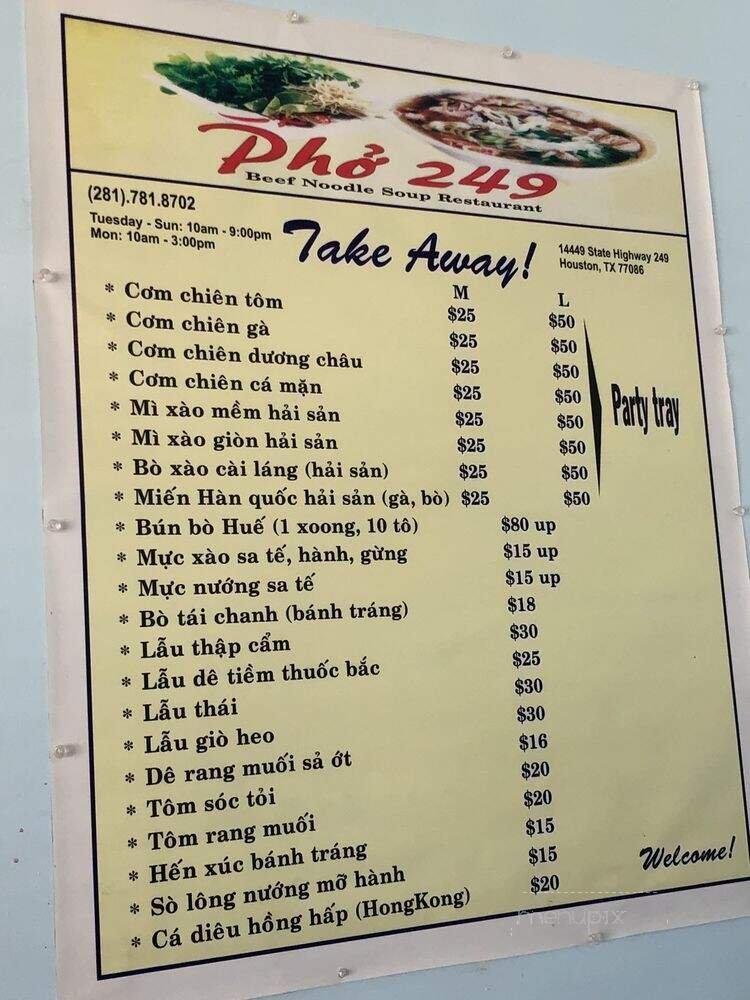 Phở 249
Beef Noodle Soup Restaurant
(281).781.8702
Tuesday - Sun: 10am - 9:00pm
Mon: 10am - 3:00pm
Take Away!
14449 State Highway 249
Houston, TX 77086
M L
* Cơm chiên tôm $25 $50
* Cơm chiên gà $25 $50
* Cơm chiên dương châu $25 $50
* Cơm chiên cá mặn $25 $50
* Mì xào mềm hải sản $25 $50
* Mì xào giòn hải sản $25 $50
* Bò xào cài láng (hải sản) $25 $50
* Miến Hàn quốc hải sản (gà, bò) $25 $50
Party tray
* Bún bò Huế (1 xoong, 10 tô) $80 up
* Mực xào sa tế, hành, gừng $15 up
* Mực nướng sa tế $15 up
* Bò tái chanh (bánh tráng) $18
* Lẫu thập cẩm $30
* Lẫu dê tiềm thuốc bắc $25
* Lẫu thái $30
* Lẫu giò heo $30
* Dê rang muối sả ớt $16
* Tôm sóc tỏi $20
* Tôm rang muối $20
* Hến xúc bánh tráng $15
* Sò lông nướng mỡ hành $15
* Cá diêu hồng hấp (HongKong) $20
Welcome!
menupix